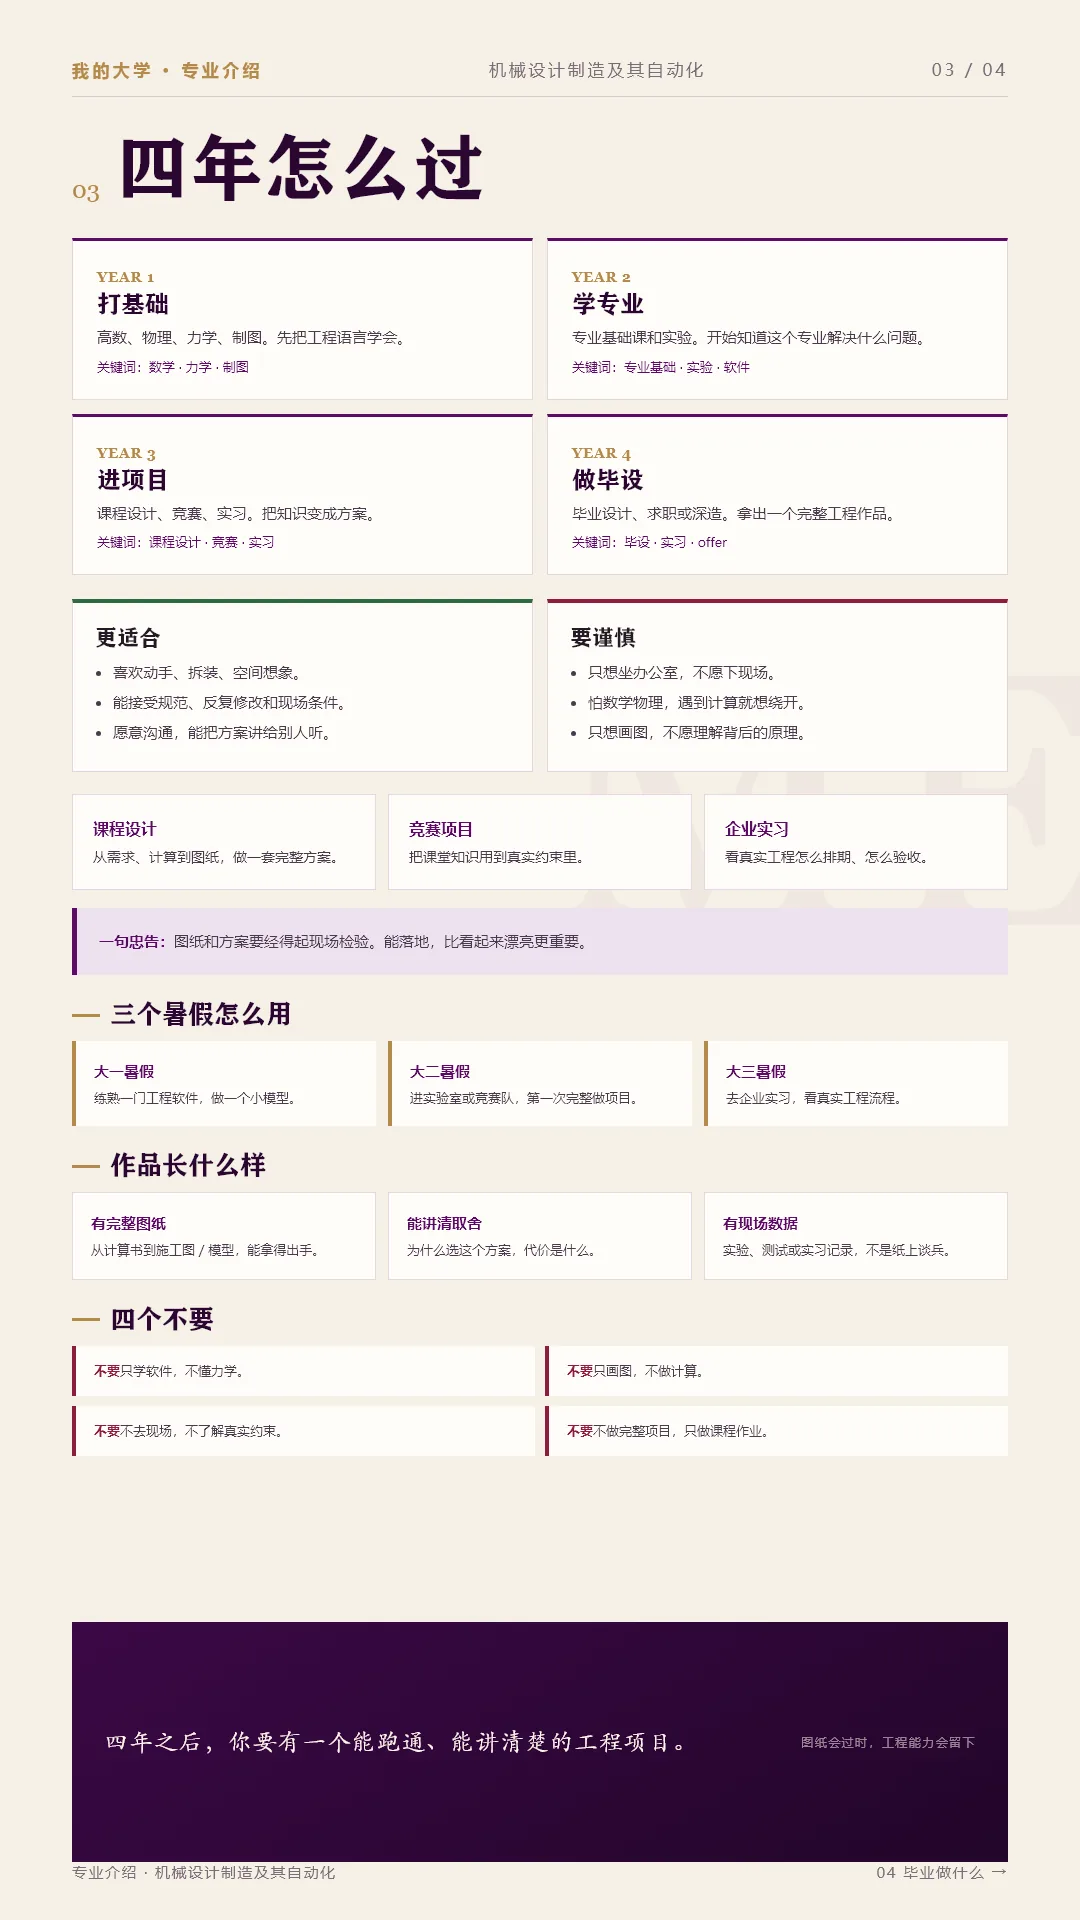 我的大学 • 专业介绍
机械设计制造及其自动化
03 / 04
03 四年怎么过
YEAR 1
打基础
高数、物理、力学、制图。先把工程语言学会。
关键词：数学 · 力学 · 制图
YEAR 2
学专业
专业基础课和实验。开始知道这个专业解决什么问题。
关键词：专业基础 · 实验 · 软件
YEAR 3
进项目
课程设计、竞赛、实习。把知识变成方案。
关键词：课程设计 · 竞赛 · 实习
YEAR 4
做毕设
毕业设计、求职或深造。拿出一个完整工程作品。
关键词：毕设 · 实习 · offer
更适合
• 喜欢动手、拆装、空间想象。
• 能接受规范、反复修改和现场条件。
• 愿意沟通，能把方案讲给别人听。
要谨慎
• 只想坐办公室，不愿下现场。
• 怕数学物理，遇到计算就想绕开。
• 只想画图，不愿理解背后的原理。
ME
课程设计
从需求、计算到图纸，做一套完整方案。
竞赛项目
把课堂知识用到真实约束里。
企业实习
看真实工程怎么排期、怎么验收。
一句忠告：图纸和方案要经得起现场检验。能落地，比看起来漂亮更重要。
三个暑假怎么用
大一暑假
练熟一门工程软件，做一个小模型。
大二暑假
进实验室或竞赛队，第一次完整做项目。
大三暑假
去企业实习，看真实工程流程。
作品长什么样
有完整图纸
从计算书到施工图 / 模型，能拿得出手。
能讲清取舍
为什么选这个方案，代价是什么。
有现场数据
实验、测试或实习记录，不是纸上谈兵。
四个不要
不要只学软件，不懂力学。
不要只画图，不做计算。
不要不去现场，不了解真实约束。
不要不做完整项目，只做课程作业。
四年之后，你要有一个能跑通、能讲清楚的工程项目。
图纸会过时，工程能力会留下
专业介绍 · 机械设计制造及其自动化
04 毕业做什么 →